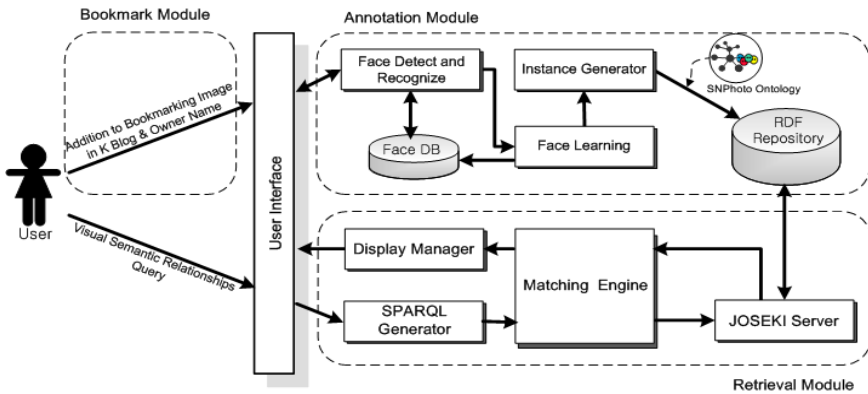 Bookmark Module
Annotation Module
Face Detect and
Recognize
Instance Generator
SNPhoto Ontology
Addition to Bookmarking Image
in K Blog & Owner Name
Face DB
Face Learning
RDF
Repository
User
User Interface
Visual Semantic Relationships
Query
Display Manager
Matching Engine
SPARQL
Generator
JOSEKI Server
Retrieval Module